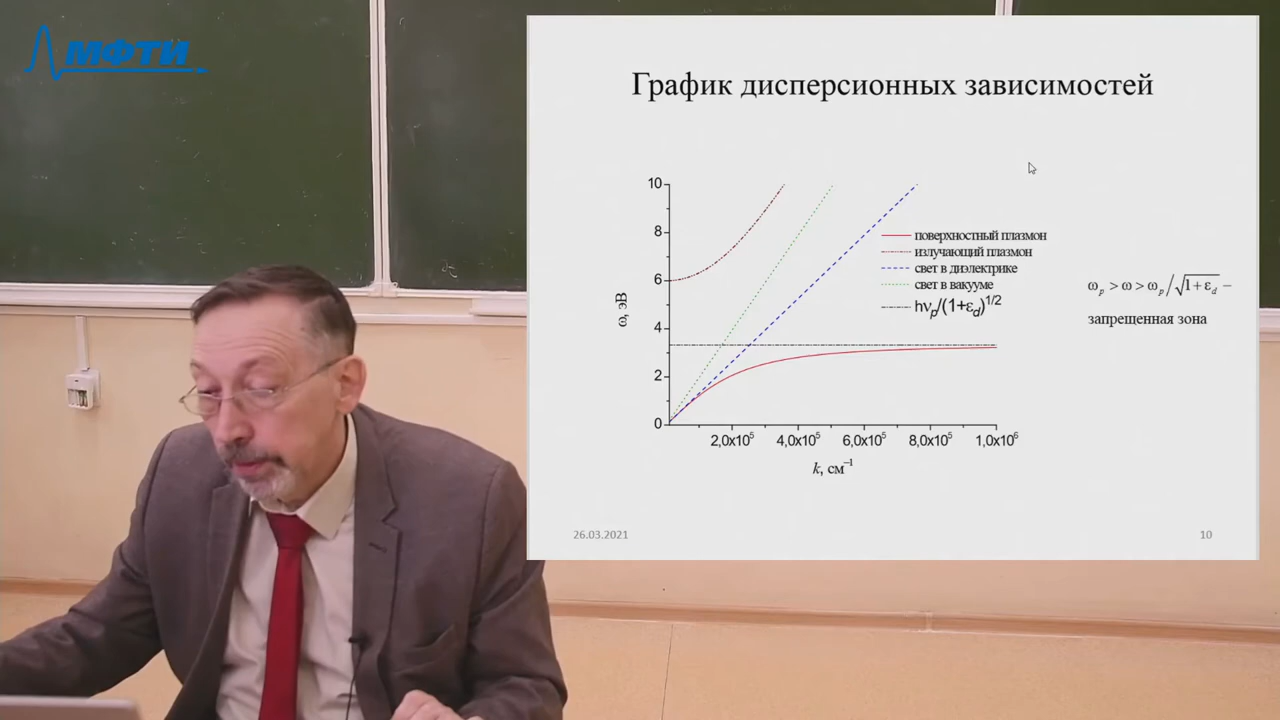 МФТИ
График дисперсионных зависимостей
10
8
6
4
2
0
ω, эВ
2,0x10⁵ 4,0x10⁵ 6,0x10⁵ 8,0x10⁵ 1,0x10⁶
k, см⁻¹
поверхностный плазмон
излучающий плазмон
свет в диэлектрике
свет в вакууме
hνₚ/(1+ε_d)^1/2
ωₚ > ω > ωₚ/√1+ε_d –
запрещенная зона
26.03.2021
10